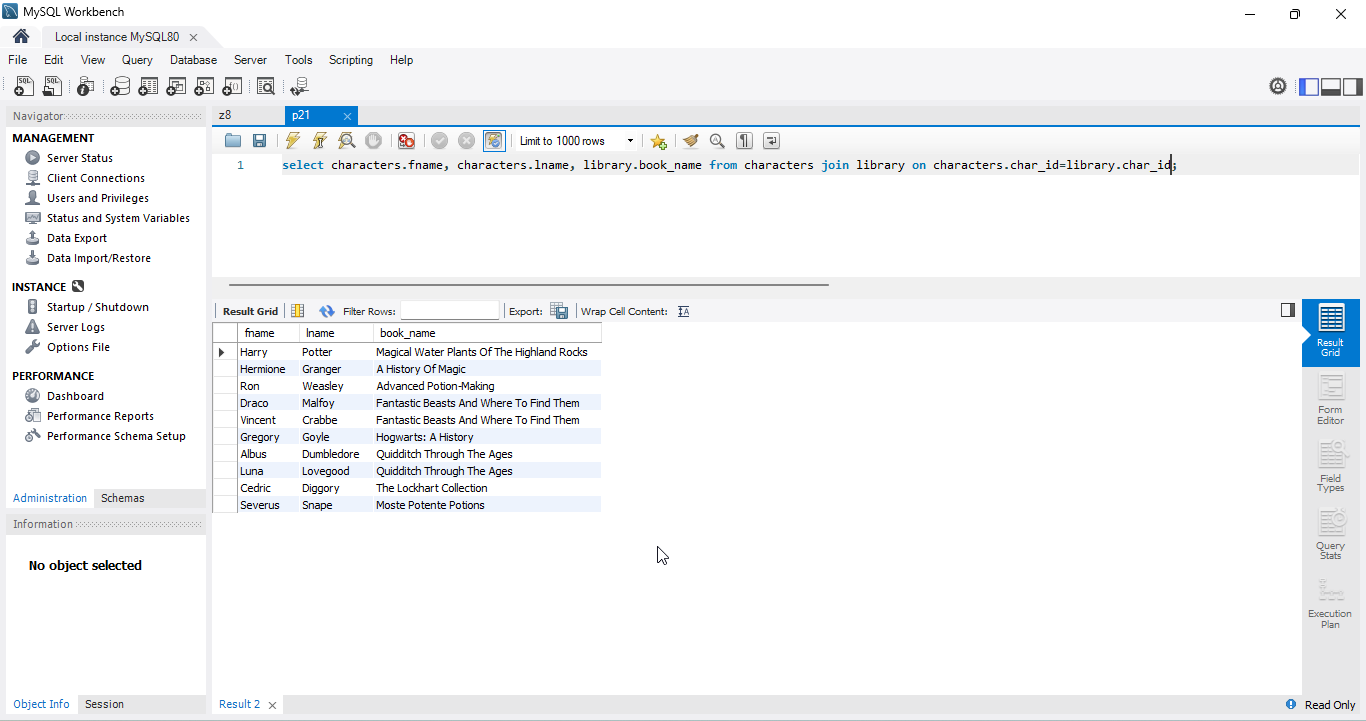 MySQL Workbench
Local instance MySQL80
File Edit View Query Database Server Tools Scripting Help
Navigator
MANAGEMENT
Server Status
Client Connections
Users and Privileges
Status and System Variables
Data Export
Data Import/Restore
INSTANCE
Startup / Shutdown
Server Logs
Options File
PERFORMANCE
Dashboard
Performance Reports
Performance Schema Setup
Administration Schemas
Information
No object selected
Object Info Session
z8 p21
Limit to 1000 rows
1 select characters.fname, characters.lname, library.book_name from characters join library on characters.char_id=library.char_id;
Result Grid Filter Rows: Export: Wrap Cell Content:
fname lname book_name
Harry Potter Magical Water Plants Of The Highland Rocks
Hermione Granger A History Of Magic
Ron Weasley Advanced Potion-Making
Draco Malfoy Fantastic Beasts And Where To Find Them
Vincent Crabbe Fantastic Beasts And Where To Find Them
Gregory Goyle Hogwarts: A History
Albus Dumbledore Quidditch Through The Ages
Luna Lovegood Quidditch Through The Ages
Cedric Diggory The Lockhart Collection
Severus Snape Moste Potente Potions
Result
Grid
Form
Editor
Field
Types
Query
Stats
Execution
Plan
Result 2
Read Only